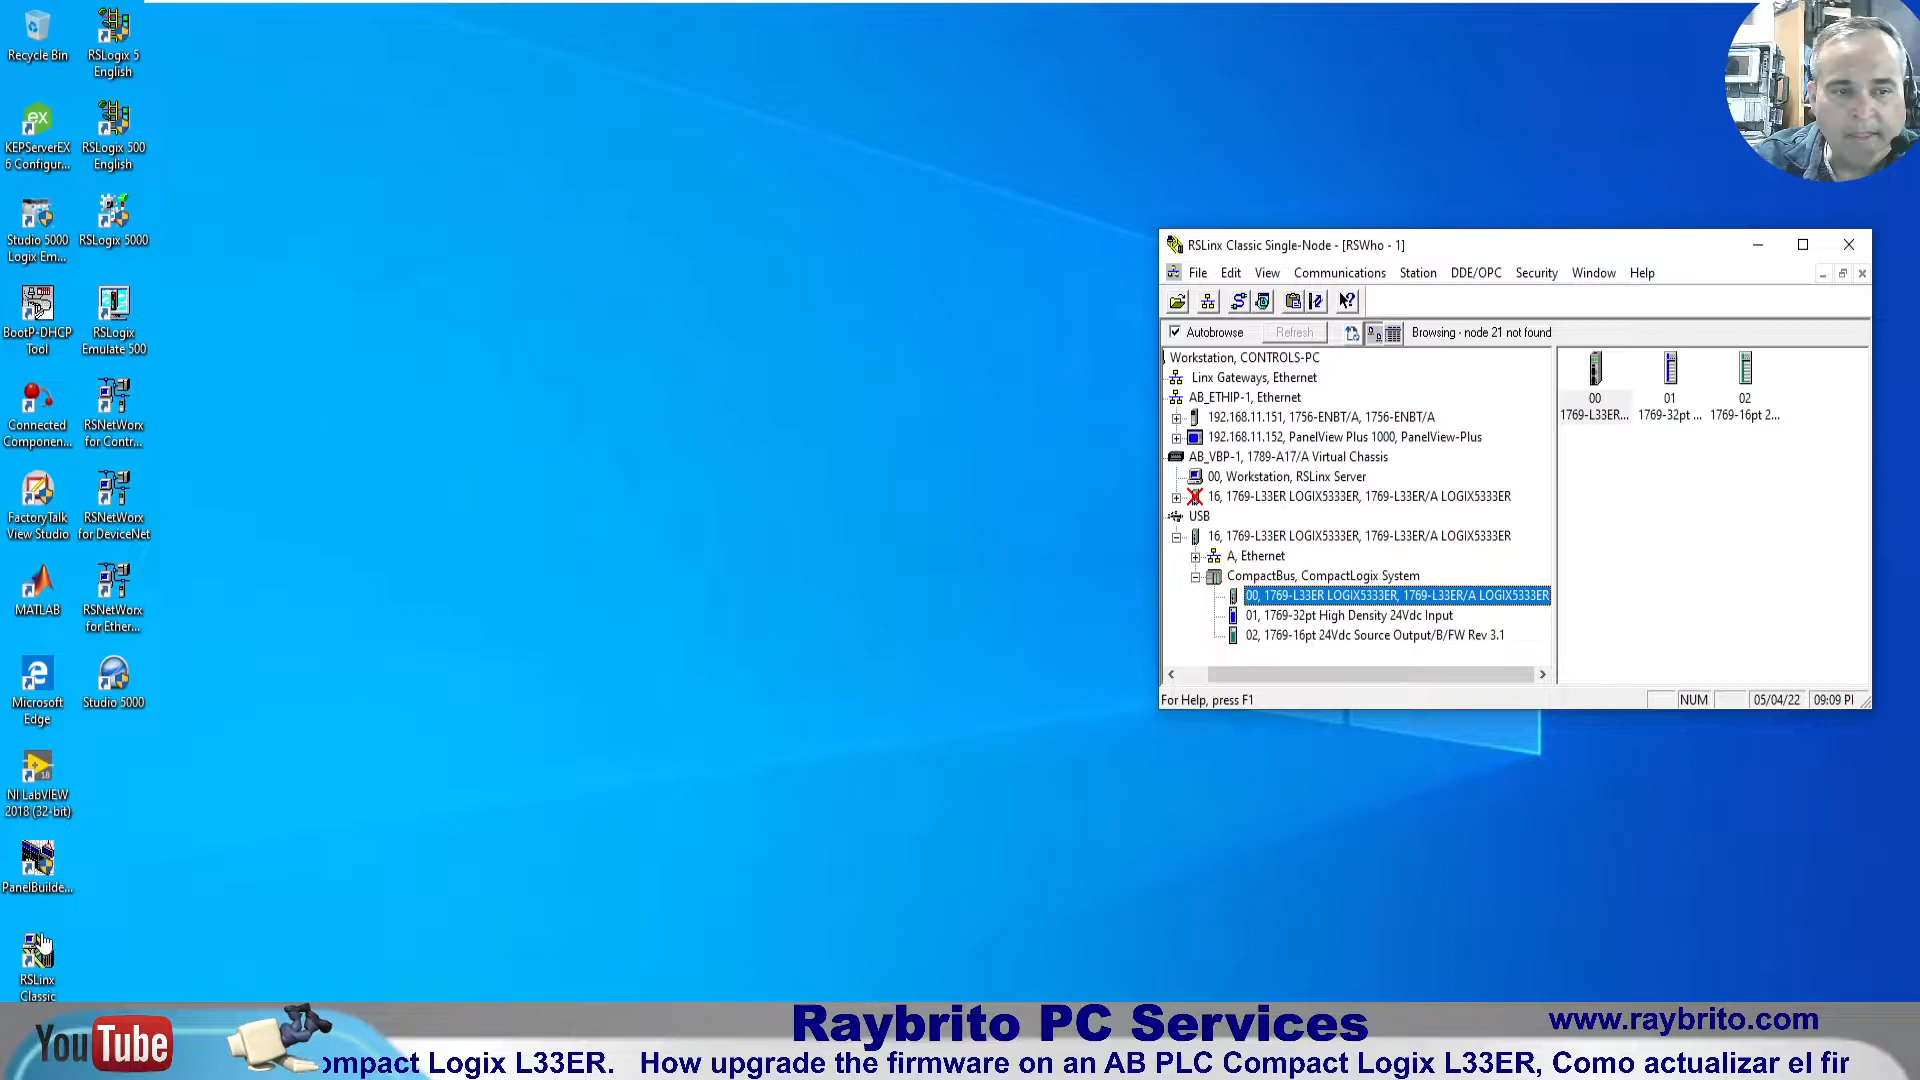 Recycle Bin
RSLogix 5
English
KEPServerEX
6 Configur...
RSLogix 500
English
Studio 5000
Logix Em...
RSLogix 5000
BootP-DHCP
Tool
RSLogix
Emulate 500
Connected
Componen...
RSNetWorx
for Contr...
FactoryTalk
View Studio
RSNetWorx
for DeviceNet
MATLAB
RSNetWorx
for Ether...
Microsoft
Edge
Studio 5000
NI LabVIEW
2018 (32-bit)
PanelBuilde...
RSLinx
Classic
RSLinx Classic Single-Node - [RSWho - 1]
File Edit View Communications Station DDE/OPC Security Window Help
Autobrowse Refresh Browsing - node 21 not found
Workstation, CONTROLS-PC
Linx Gateways, Ethernet
AB_ETHIP-1, Ethernet
192.168.11.151, 1756-ENBT/A, 1756-ENBT/A
192.168.11.152, PanelView Plus 1000, PanelView-Plus
AB_VBP-1, 1789-A17/A Virtual Chassis
00, Workstation, RSLinx Server
16, 1769-L33ER LOGIX5333ER, 1769-L33ER/A LOGIX5333ER
USB
16, 1769-L33ER LOGIX5333ER, 1769-L33ER/A LOGIX5333ER
A, Ethernet
CompactBus, CompactLogix System
00, 1769-L33ER LOGIX5333ER, 1769-L33ER/A LOGIX5333ER
01, 1769-32pt High Density 24Vdc Input
02, 1769-16pt 24Vdc Source Output/B/FW Rev 3.1
00 01 02
1769-L33ER... 1769-32pt ... 1769-16pt 2...
For Help, press F1
NUM 05/04/22 09:09 PI
YouTube
Raybrito PC Services
www.raybrito.com
ompact Logix L33ER. How upgrade the firmware on an AB PLC Compact Logix L33ER, Como actualizar el fir